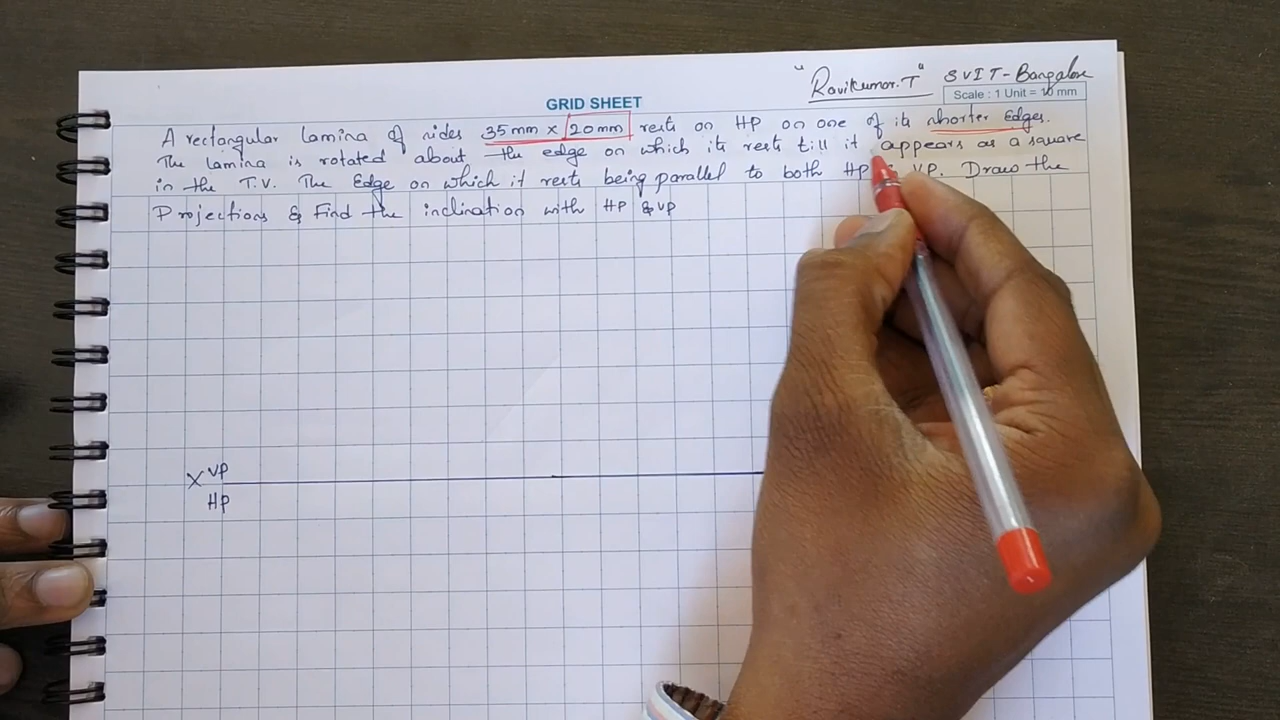 "Ravikumar.T" SVIT-Bangalore
GRID SHEET
Scale : 1 Unit = 10 mm
A rectangular lamina of sides 35mm x 20mm rests on HP on one of its shorter Edges.
The lamina is rotated about the edge on which its rests till it appears as a square
in the T.V. The Edge on which it rests being parallel to both HP VP. Draw the
Projections & Find the inclination with HP & VP
X VP
HP